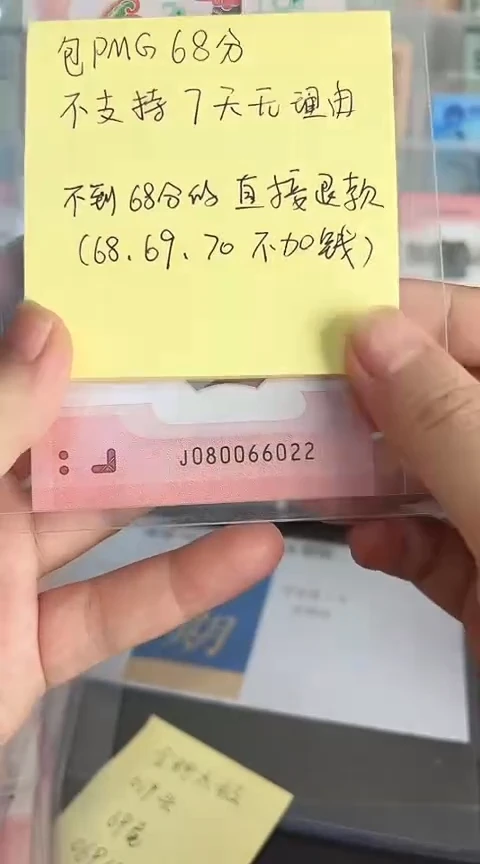 包PMG 68分
不支持7天无理由
不到68分的 直接退款
(68、69、70 不加钱)
J080066022
期